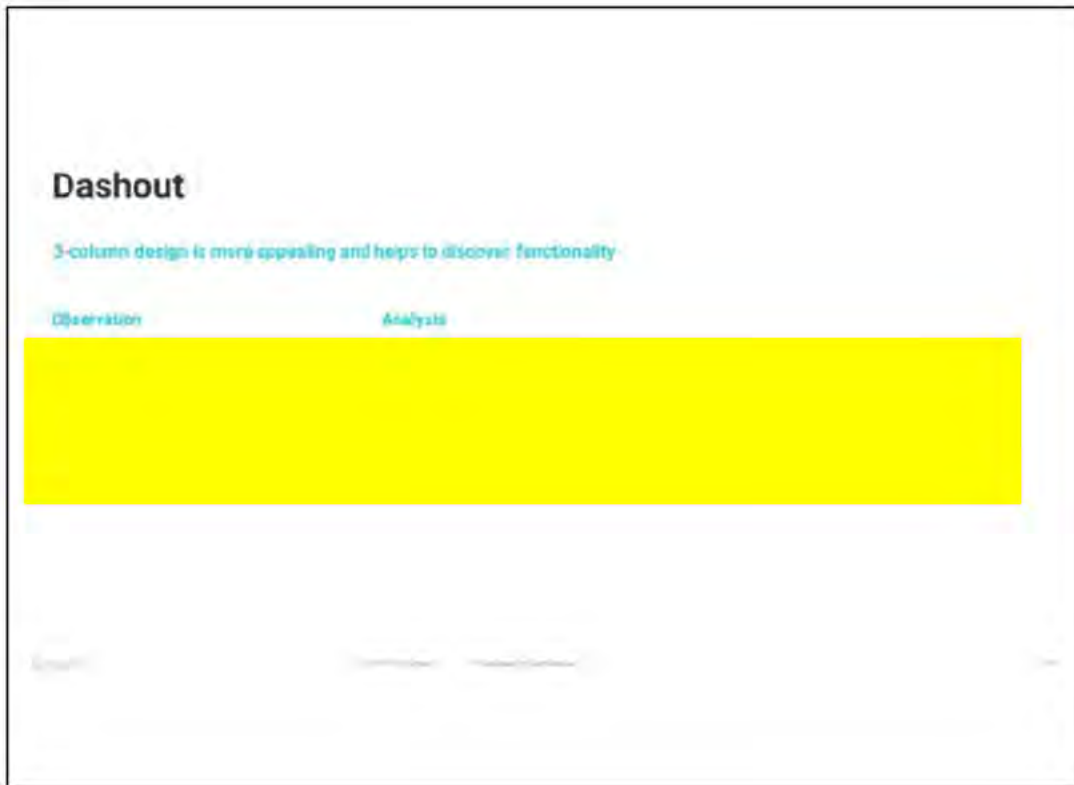 Dashout
3-column design is more appealing and helps to discover functionality
Observation
Analysis